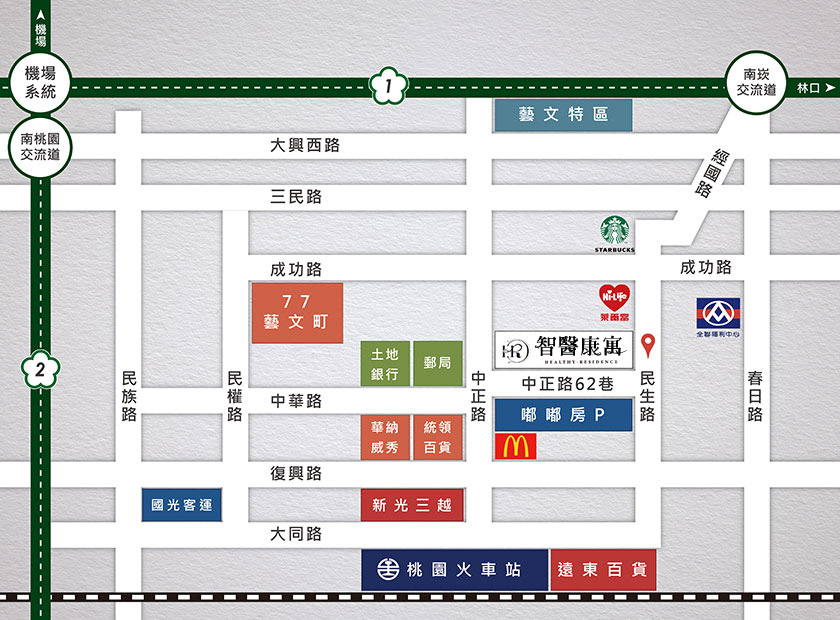 機場
機場
系統
1
南崁
交流道
林口
藝文特區
南桃園
交流道
大興西路
經國路
三民路
STARBUCKS
成功路
成功路
77
藝文町
Hi-Life
萊爾富
全聯福利中心
HR
智醫康寓
HEALTHY·RESIDENCE
土地
銀行
郵局
2
民族路
民權路
中正路
中正路62巷
民生路
春日路
中華路
嘟嘟房P
華納
威秀
統領
百貨
復興路
國光客運
新光三越
大同路
桃園火車站
遠東百貨